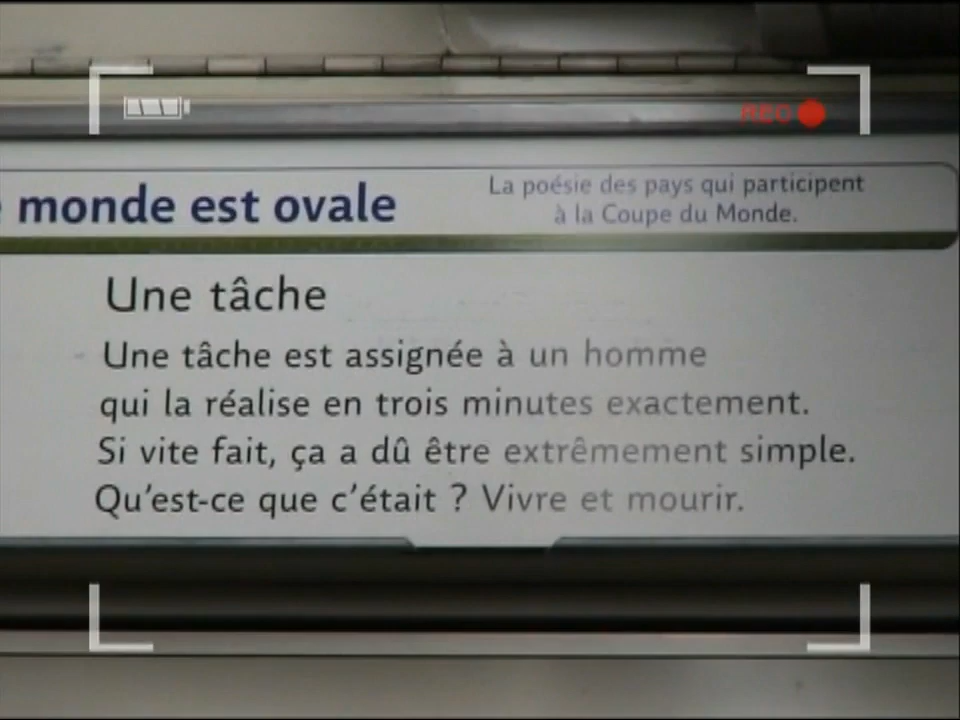 REC
monde est ovale
La poésie des pays qui participent
à la Coupe du Monde.
Une tâche
Une tâche est assignée à un homme
qui la réalise en trois minutes exactement.
Si vite fait, ça a dû être extrêmement simple.
Qu'est-ce que c'était ? Vivre et mourir.